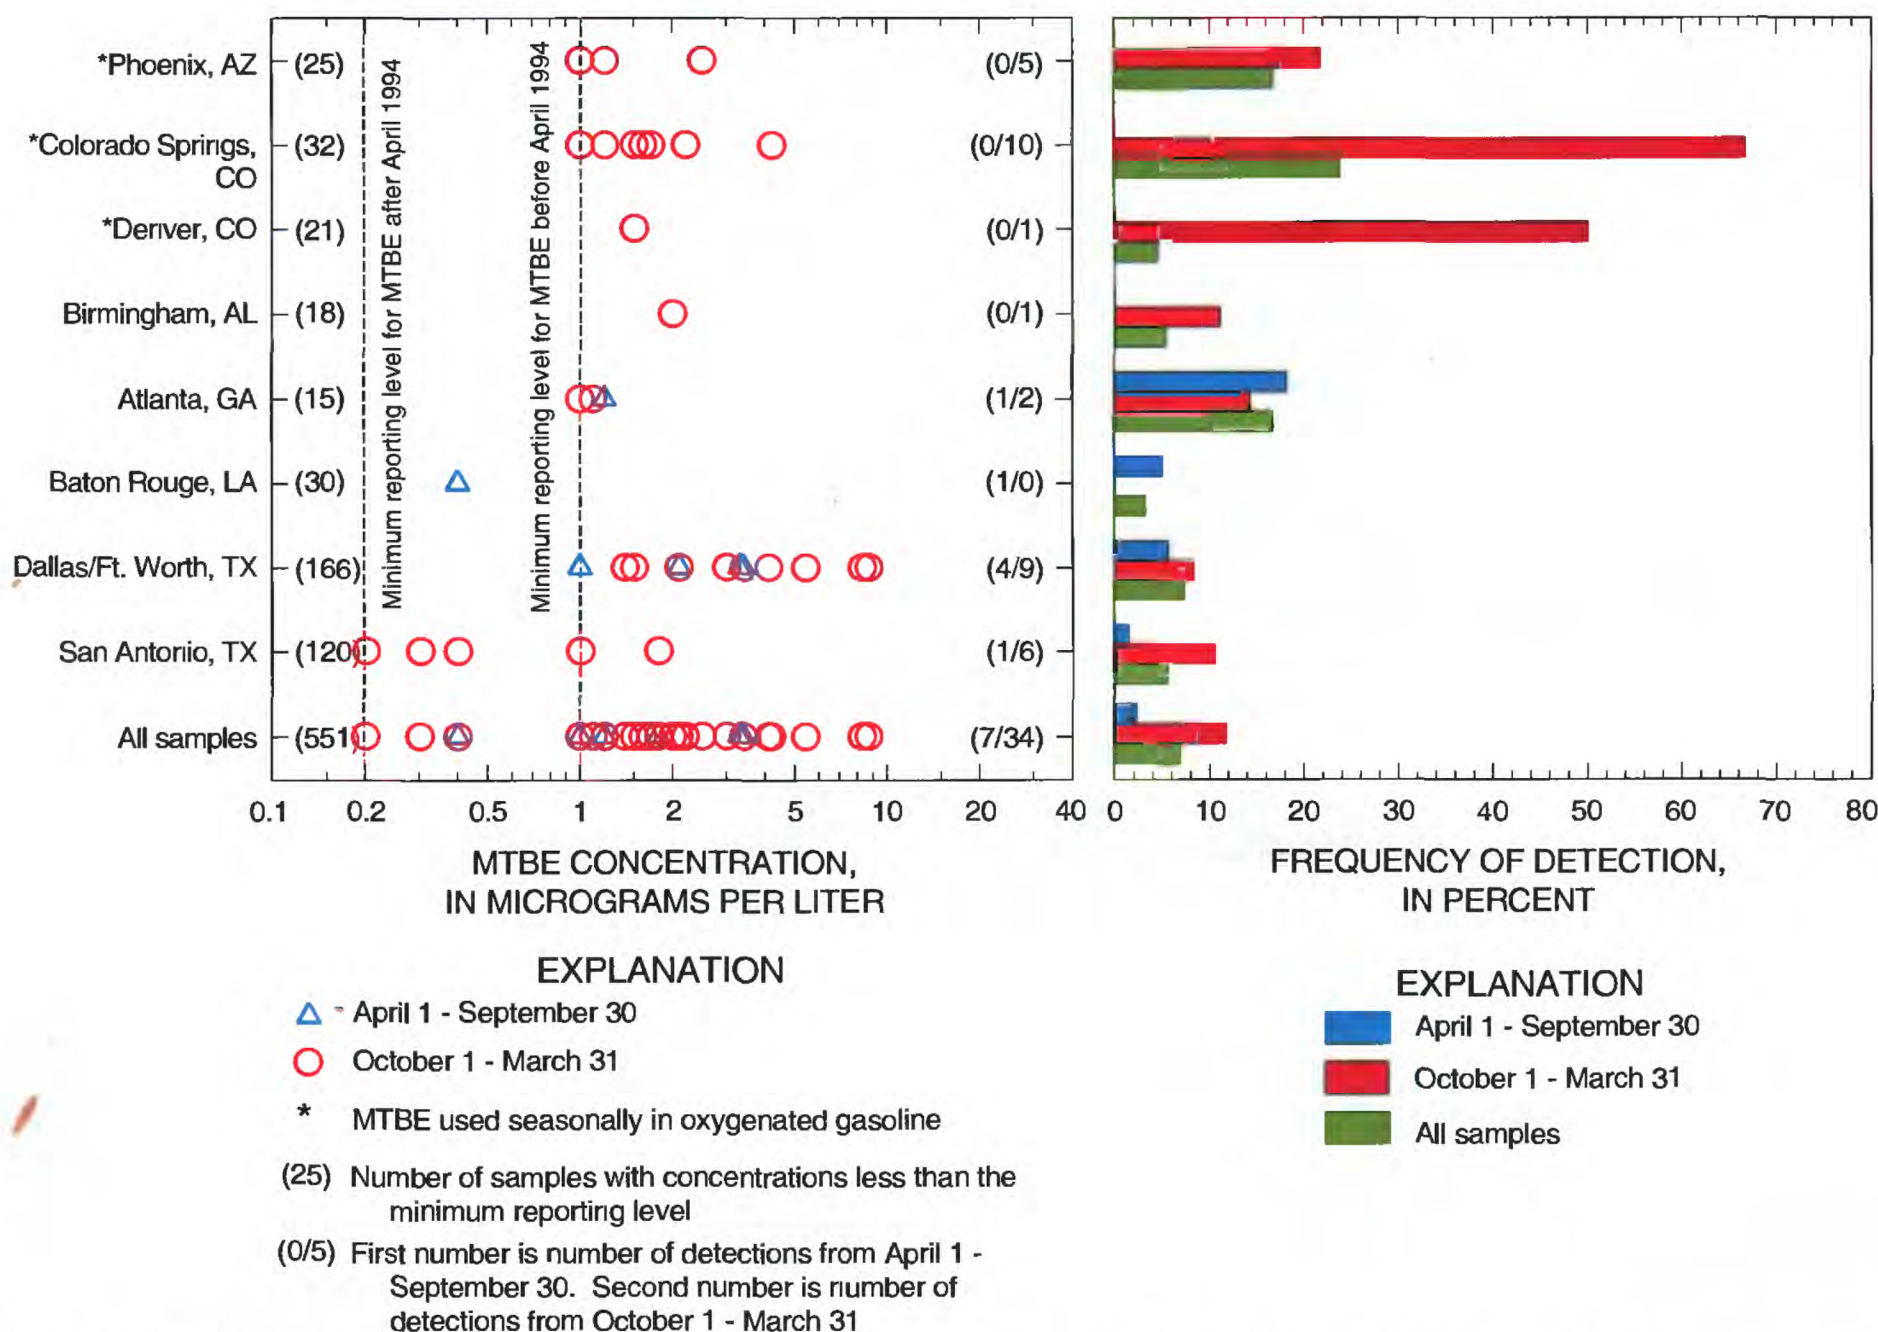 *Phoenix, AZ (25) (0/5)
*Colorado Springs, CO (32) (0/10)
*Denver, CO (21) (0/1)
Birmingham, AL (18) (0/1)
Atlanta, GA (15) (1/2)
Baton Rouge, LA (30) (1/0)
Dallas/Ft. Worth, TX (166) (4/9)
San Antonio, TX (120) (1/6)
All samples (551) (7/34)
Minimum reporting level for MTBE after April 1994
Minimum reporting level for MTBE before April 1994
0.1 0.2 0.5 1 2 5 10 20 40
MTBE CONCENTRATION,
IN MICROGRAMS PER LITER
0 10 20 30 40 50 60 70 80
FREQUENCY OF DETECTION,
IN PERCENT
EXPLANATION
April 1 - September 30
October 1 - March 31
* MTBE used seasonally in oxygenated gasoline
(25) Number of samples with concentrations less than the
minimum reporting level
(0/5) First number is number of detections from April 1 -
September 30. Second number is number of
detections from October 1 - March 31
EXPLANATION
April 1 - September 30
October 1 - March 31
All samples